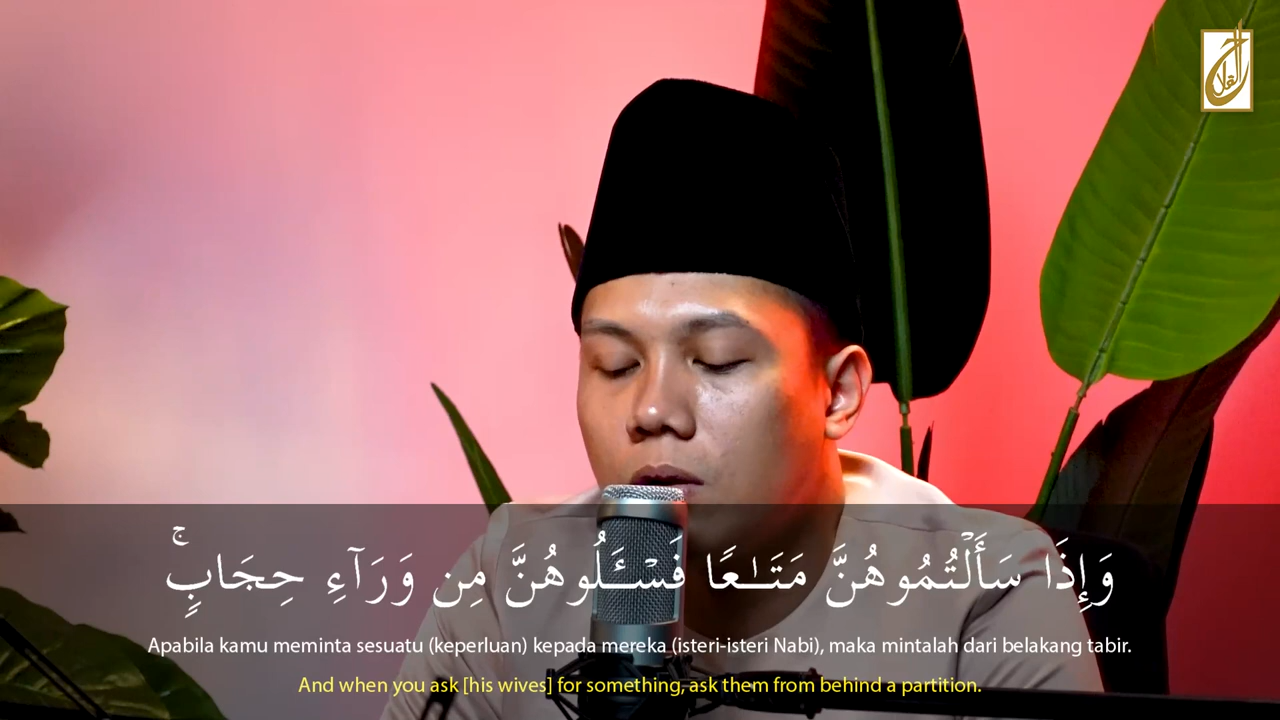 وَإِذَا سَأَلْتُمُوهُنَّ مَتَـٰعًا فَسْـَٔلُوهُنَّ مِن وَرَآءِ حِجَابٍۢ ۚ
Apabila kamu meminta sesuatu (keperluan) kepada mereka (isteri-isteri Nabi), maka mintalah dari belakang tabir.
And when you ask [his wives] for something, ask them from behind a partition.